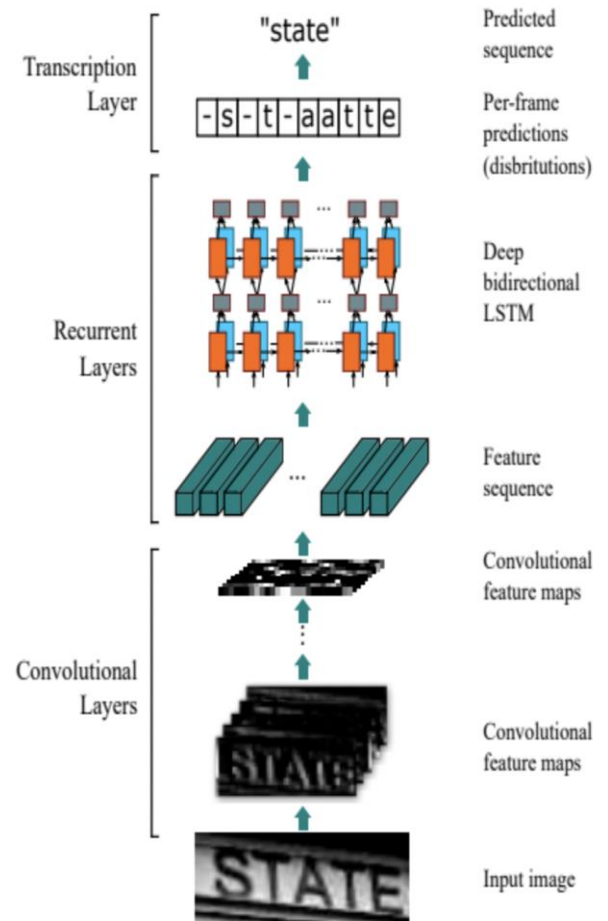 "state"
Predicted
sequence
Transcription
Layer
-s-t-aatte
Per-frame
predictions
(disbritutions)
...
...
Deep
bidirectional
LSTM
Recurrent
Layers
...
Feature
sequence
Convolutional
feature maps
Convolutional
Layers
STATE
Convolutional
feature maps
STATE
Input image